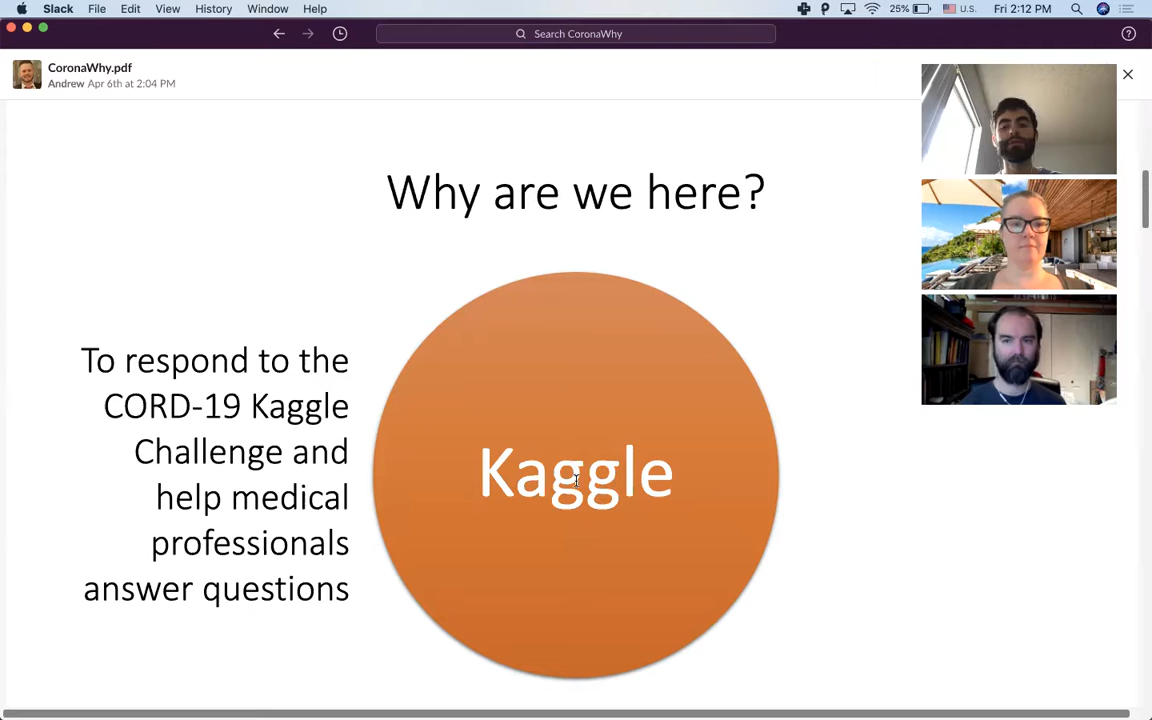 Slack File Edit View History Window Help 25% U.S. Fri 2:12 PM
Search CoronaWhy
CoronaWhy.pdf
Andrew Apr 6th at 2:04 PM
Why are we here?
To respond to the
CORD-19 Kaggle
Challenge and
help medical
professionals
answer questions
Kaggle